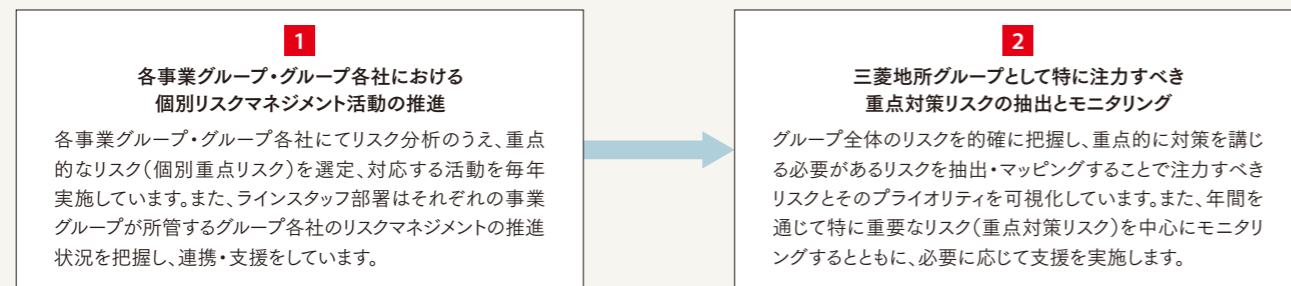 1
各事業グループ・グループ各社における
個別リスクマネジメント活動の推進
各事業グループ・グループ各社にてリスク分析のうえ、重点
的なリスク(個別重点リスク)を選定、対応する活動を毎年
実施しています。また、ラインスタッフ部署はそれぞれの事業
グループが所管するグループ各社のリスクマネジメントの推進
状況を把握し、連携・支援をしています。
2
三菱地所グループとして特に注力すべき
重点対策リスクの抽出とモニタリング
グループ全体のリスクを的確に把握し、重点的に対策を講じ
る必要があるリスクを抽出・マッピングすることで注力すべき
リスクとそのプライオリティを可視化しています。また、年間を
通じて特に重要なリスク(重点対策リスク)を中心にモニタリ
ングするとともに、必要に応じて支援を実施します。